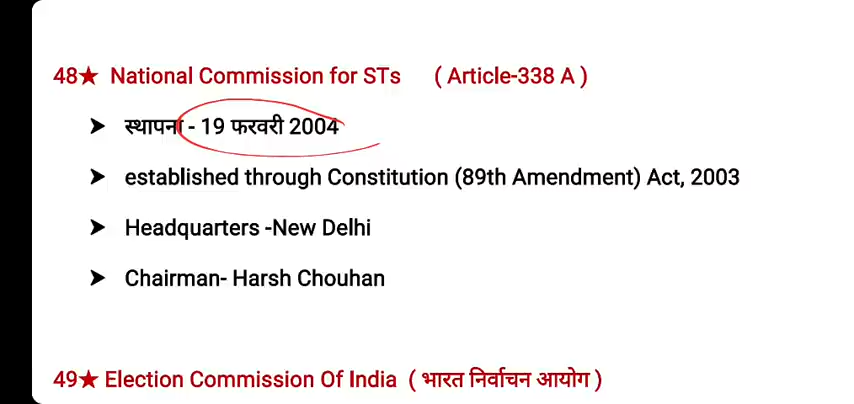 48★ National Commission for STs ( Article-338 A )
➤ स्थापना - 19 फरवरी 2004
➤ established through Constitution (89th Amendment) Act, 2003
➤ Headquarters -New Delhi
➤ Chairman- Harsh Chouhan
49★ Election Commission Of India ( भारत निर्वाचन आयोग )